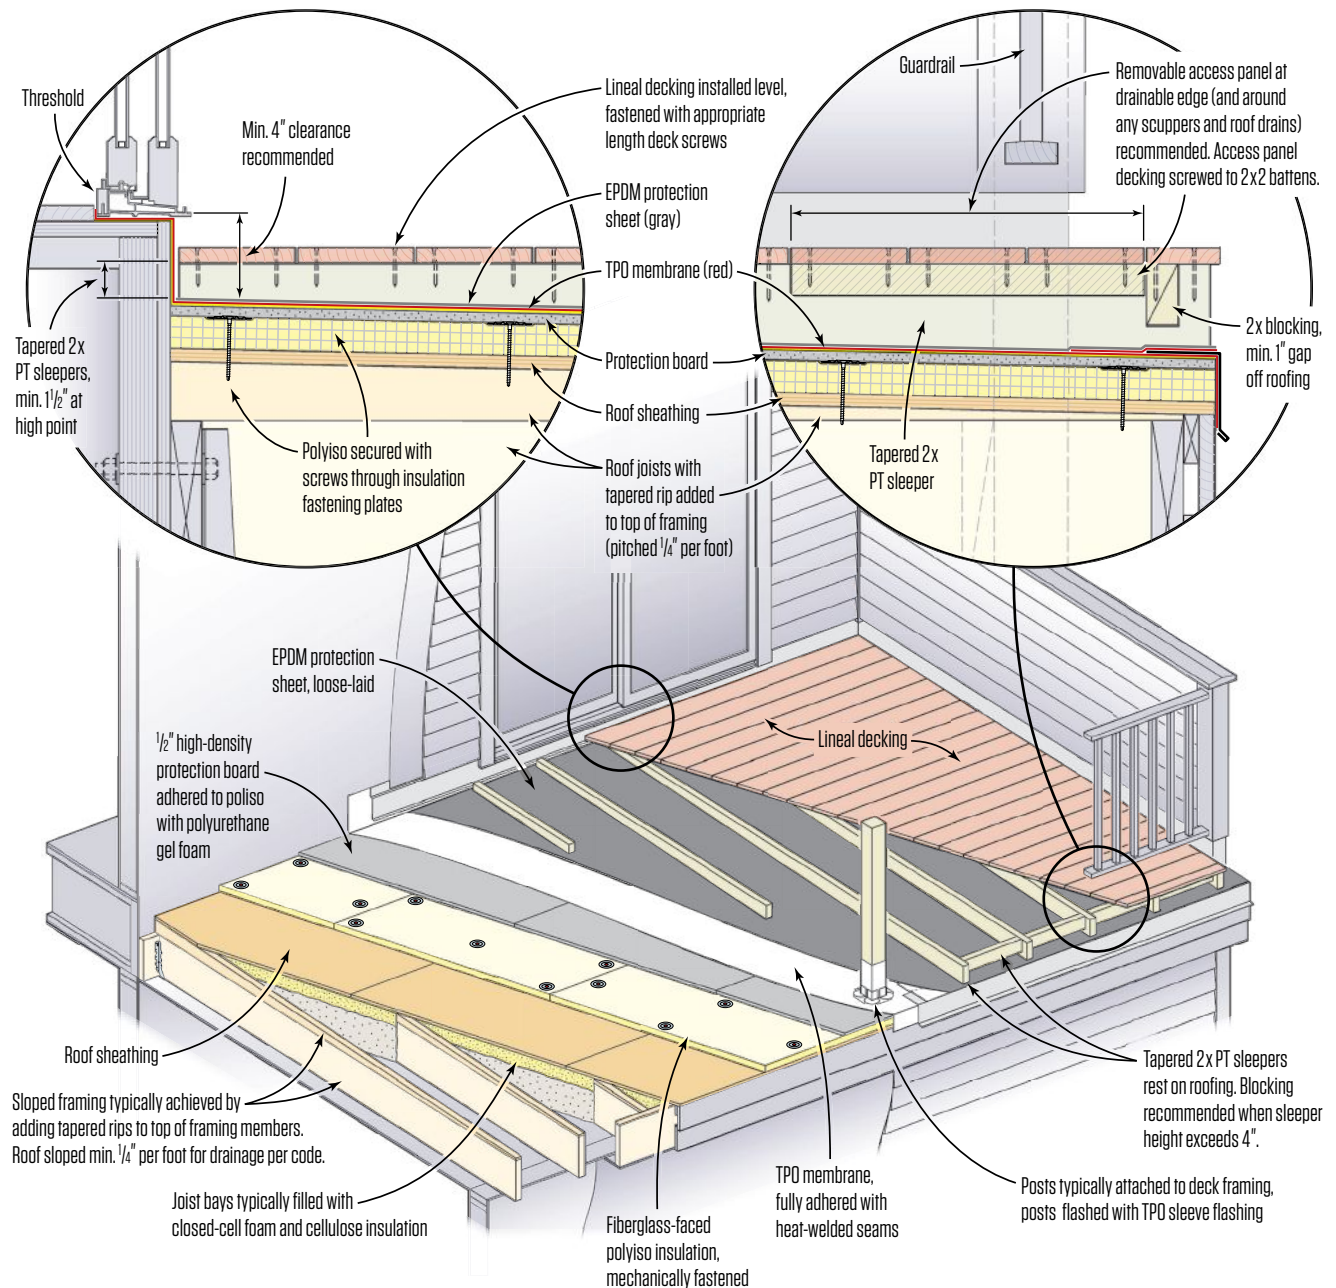 Threshold
Min. 4" clearance
recommended
Lineal decking installed level,
fastened with appropriate
length deck screws
EPDM protection
sheet (gray)
TPO membrane (red)
Protection board
Roof sheathing
Roof joists with
tapered rip added
to top of framing
(pitched 1/4" per foot)
Tapered 2x
PT sleepers,
min. 1 1/2" at
high point
Polyiso secured with
screws through insulation
fastening plates
Guardrail
Removable access panel at
drainable edge (and around
any scuppers and roof drains)
recommended. Access panel
decking screwed to 2x2 battens.
2x blocking,
min. 1" gap
off roofing
Tapered 2x
PT sleeper
EPDM protection
sheet, loose-laid
1/2" high-density
protection board
adhered to poliso
with polyurethane
gel foam
Lineal decking
Roof sheathing
Sloped framing typically achieved by
adding tapered rips to top of framing members.
Roof sloped min. 1/4" per foot for drainage per code.
Joist bays typically filled with
closed-cell foam and cellulose insulation
Fiberglass-faced
polyiso insulation,
mechanically fastened
TPO membrane,
fully adhered with
heat-welded seams
Tapered 2x PT sleepers
rest on roofing. Blocking
recommended when sleeper
height exceeds 4".
Posts typically attached to deck framing,
posts flashed with TPO sleeve flashing